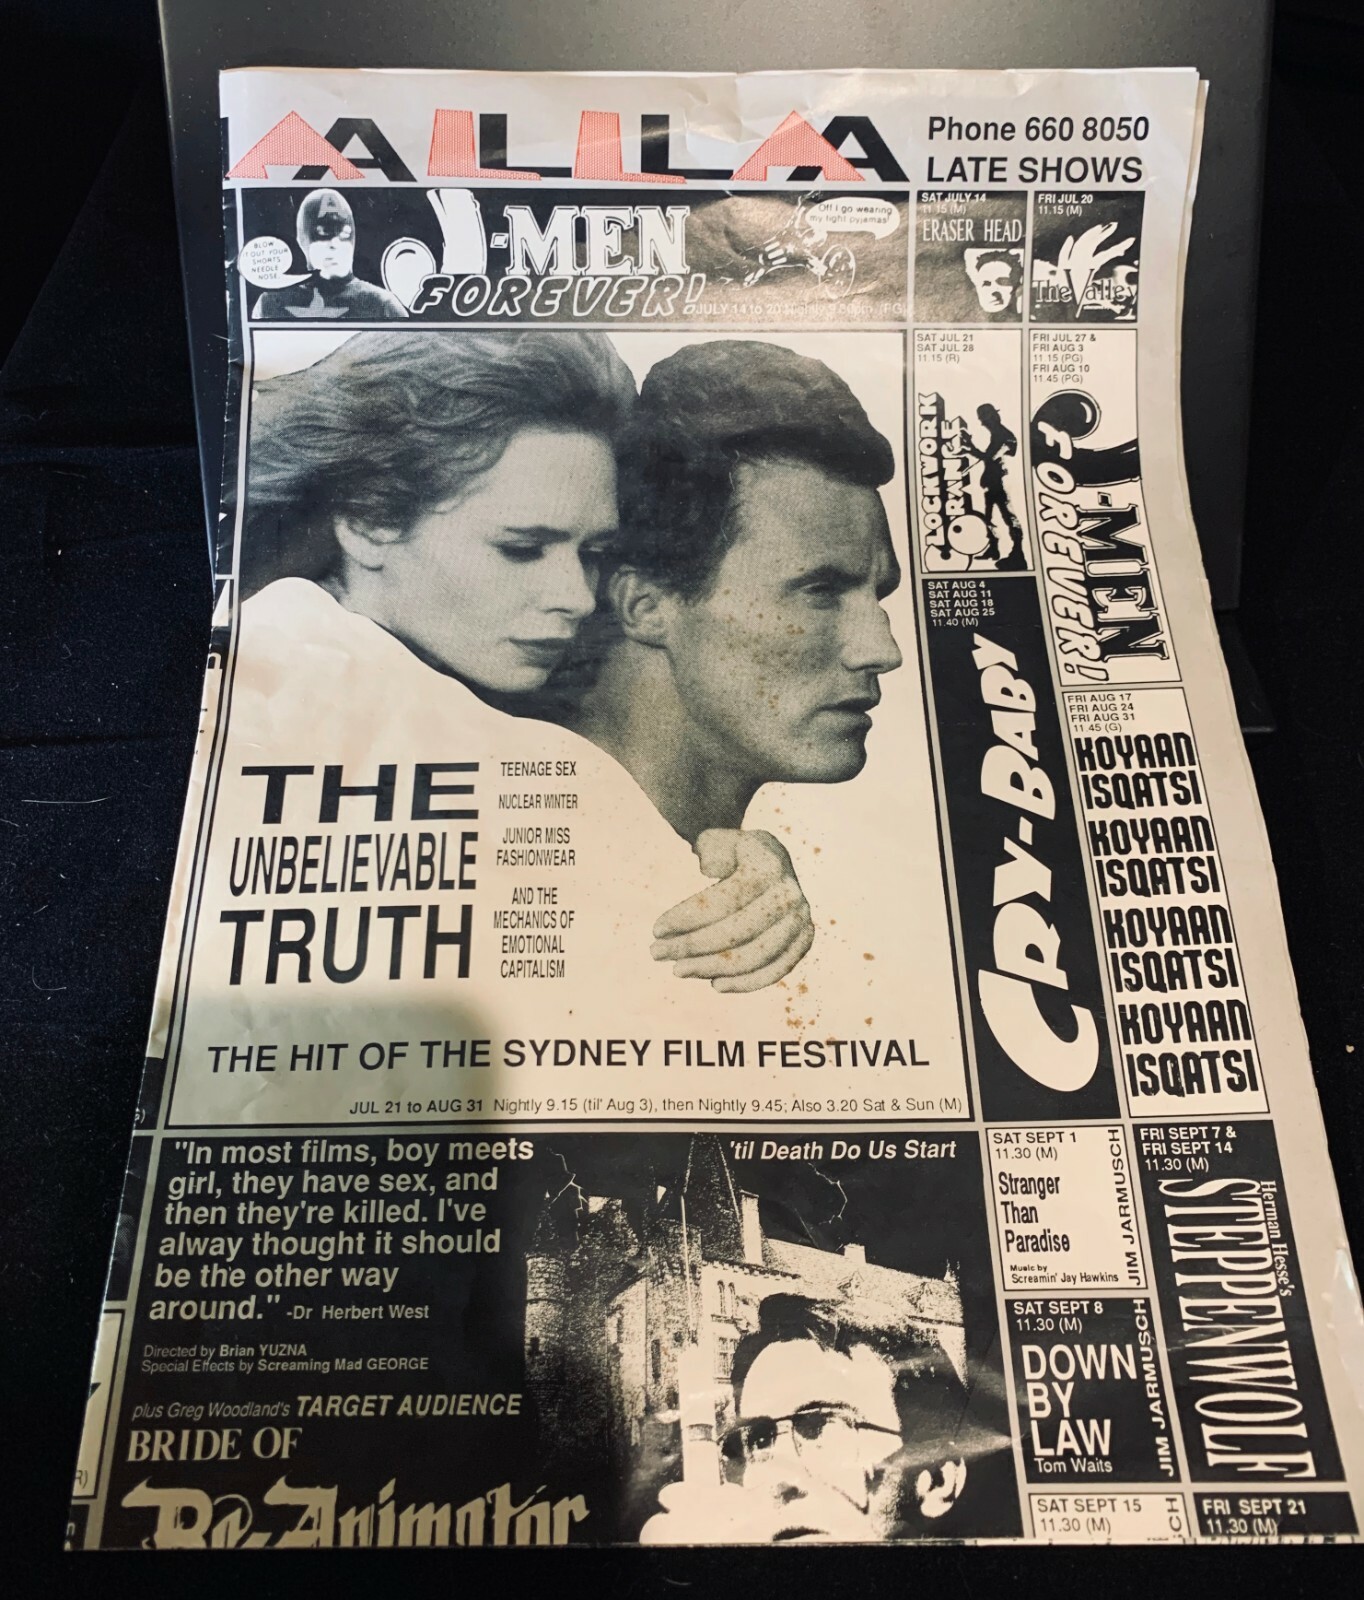 Phone 660 8050
LATE SHOWS
BLOW
IT OUT YOUR
SHORTS
NEEDLE
NOSE.
J-MEN
FOREVER!
Off I go wearing
my tight pyjamas!
JULY 14 to 20 Nightly (PG)
SAT JULY 14
11.15 (M)
ERASER HEAD
FRI JUL 20
11.15 (M)
The Valley
SAT JUL 21
SAT JUL 28
11.15 (R)
CLOCKWORK
ORANGE
FRI JUL 27 &
FRI AUG 3
11.15 (PG)
FRI AUG 10
11.45 (PG)
J-MEN
FOREVER!
SAT AUG 4
SAT AUG 11
SAT AUG 18
SAT AUG 25
11.40 (M)
CRY-BABY
FRI AUG 17
FRI AUG 24
FRI AUG 31
11.45 (G)
KOYAAN
ISQATSI
KOYAAN
ISQATSI
KOYAAN
ISQATSI
KOYAAN
ISQATSI
THE
UNBELIEVABLE
TRUTH
TEENAGE SEX
NUCLEAR WINTER
JUNIOR MISS
FASHIONWEAR
AND THE
MECHANICS OF
EMOTIONAL
CAPITALISM
THE HIT OF THE SYDNEY FILM FESTIVAL
JUL 21 to AUG 31 Nightly 9.15 (til' Aug 3), then Nightly 9.45; Also 3.20 Sat & Sun (M)
"In most films, boy meets
girl, they have sex, and
then they're killed. I've
alway thought it should
be the other way
around." -Dr Herbert West
Directed by Brian YUZNA
Special Effects by Screaming Mad GEORGE
plus Greg Woodland's TARGET AUDIENCE
BRIDE OF
Re-Animator
'til Death Do Us Start
SAT SEPT 1
11.30 (M)
Stranger
Than
Paradise
Music by
Screamin' Jay Hawkins
JIM JARMUSCH
FRI SEPT 7 &
FRI SEPT 14
11.30 (M)
Herman Hesse's
STEPPENWOLF
SAT SEPT 8
11.30 (M)
DOWN
BY
LAW
Tom Waits
JIM JARMUSCH
SAT SEPT 15
11.30 (M)
CH
FRI SEPT 21
11.30 (M)